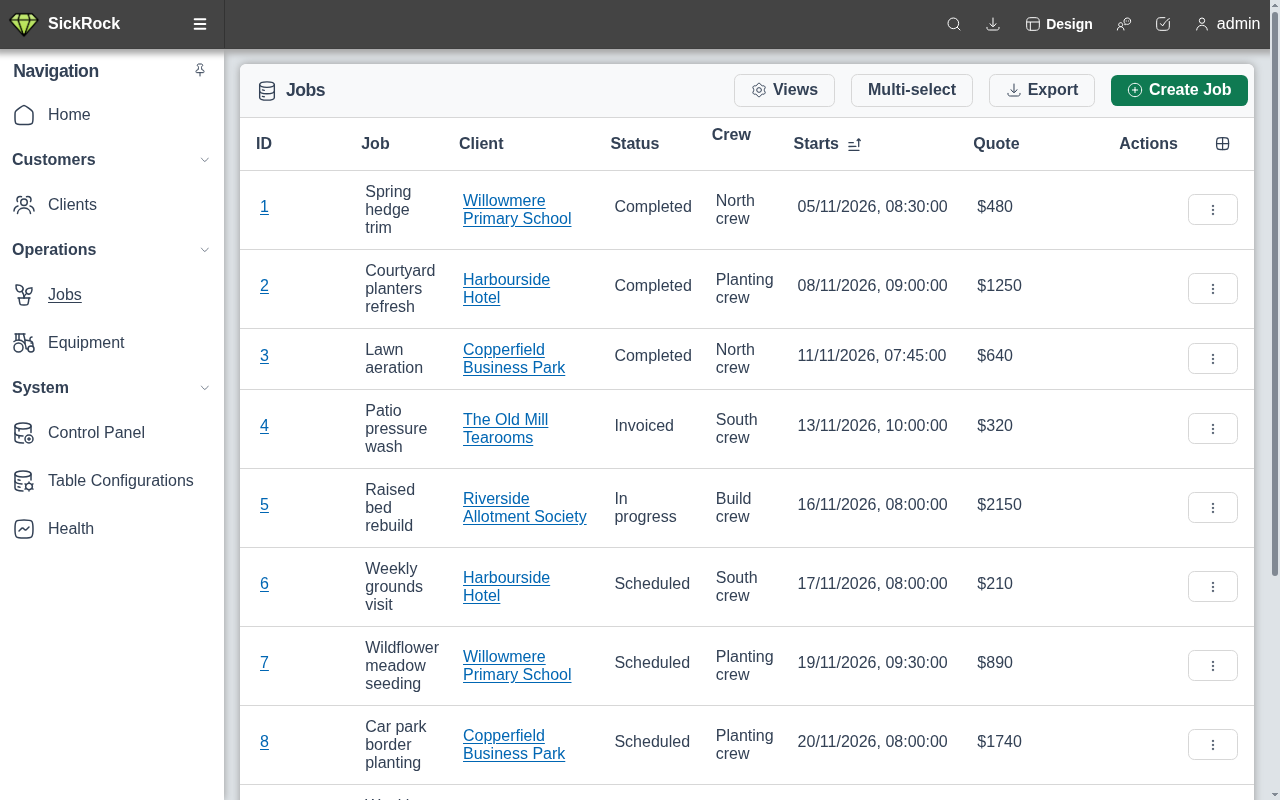 SickRock
Design
admin
Navigation
Home
Customers
Clients
Operations
Jobs
Equipment
System
Control Panel
Table Configurations
Health
Jobs
Views
Multi-select
Export
Create Job
ID Job Client Status Crew Starts Quote Actions
1 Spring hedge trim Willowmere Primary School Completed North crew 05/11/2026, 08:30:00 $480
2 Courtyard planters refresh Harbourside Hotel Completed Planting crew 08/11/2026, 09:00:00 $1250
3 Lawn aeration Copperfield Business Park Completed North crew 11/11/2026, 07:45:00 $640
4 Patio pressure wash The Old Mill Tearooms Invoiced South crew 13/11/2026, 10:00:00 $320
5 Raised bed rebuild Riverside Allotment Society In progress Build crew 16/11/2026, 08:00:00 $2150
6 Weekly grounds visit Harbourside Hotel Scheduled South crew 17/11/2026, 08:00:00 $210
7 Wildflower meadow seeding Willowmere Primary School Scheduled Planting crew 19/11/2026, 09:30:00 $890
8 Car park border planting Copperfield Business Park Scheduled Planting crew 20/11/2026, 08:00:00 $1740